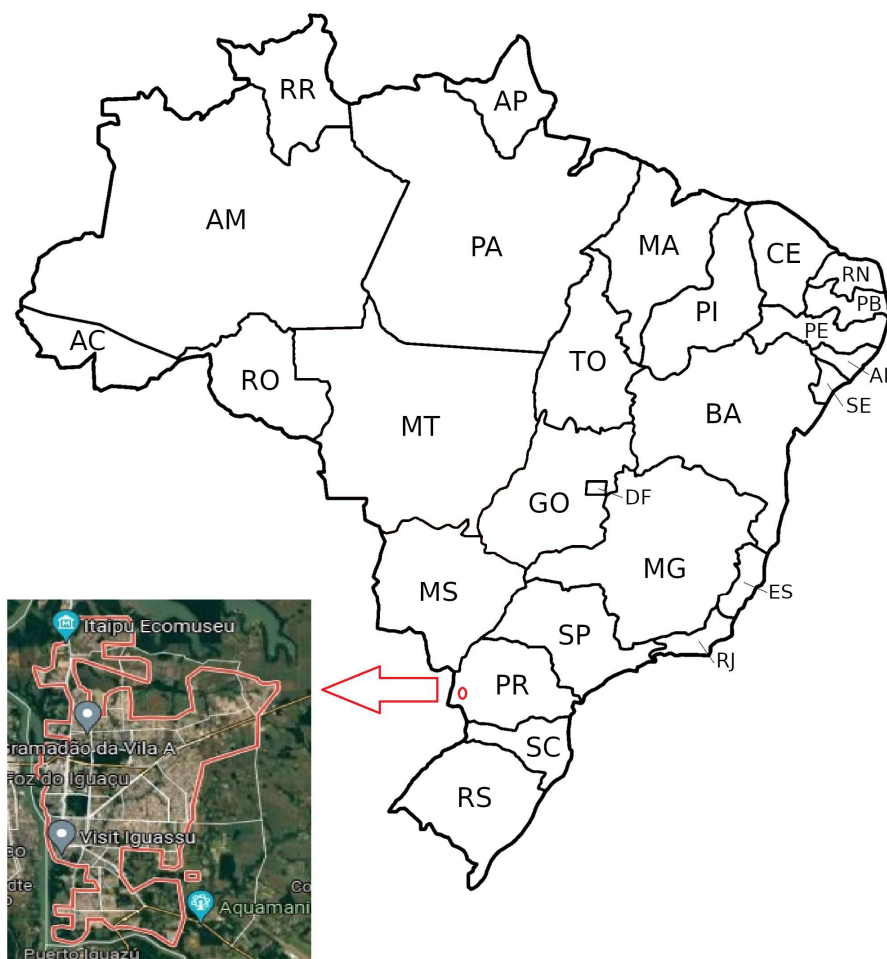 RR
AP
AM
PA
MA
CE
RN
PB
PI
PE
AC
TO
AL
RO
SE
BA
MT
DF
GO
MG
MS
ES
SP
RJ
PR
SC
RS
Itaipu Ecomuseu
Gramadão da Vila A
Foz do Iguaçu
Visit Iguassu
Aquamani
Puerto Iguazú